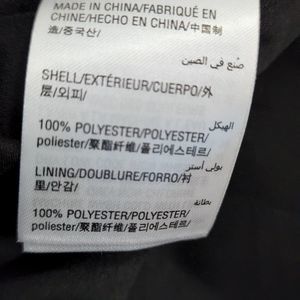 MADE IN CHINA/FABRIQUÉ EN
CHINE/HECHO EN CHINA/中国制
造/중국산/
صُنع في الصين
SHELL/EXTÉRIEUR/CUERPO/外
层/외피/
الهيكل
100% POLYESTER/POLYESTER/
poliester/聚酯纤维/폴리에스테르/
بولي أستر
LINING/DOUBLURE/FORRO/衬
里/안감/
بطانة
100% POLYESTER/POLYESTER/
poliester/聚酯纤维/폴리에스테르/